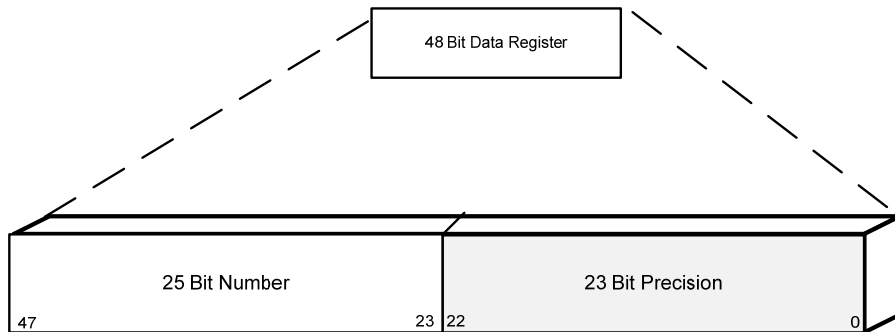 48 Bit Data Register
25 Bit Number
23 Bit Precision
47
23
22
0